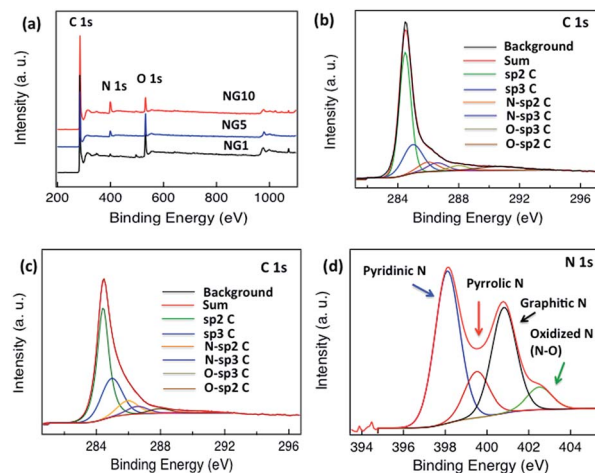 (a)
C 1s
N 1s
O 1s
NG10
NG5
NG1
Intensity (a. u.)
200 400 600 800 1000
Binding Energy (eV)
(b)
C 1s
Background
Sum
sp2 C
sp3 C
N-sp2 C
N-sp3 C
O-sp3 C
O-sp2 C
Intensity (a. u.)
284 288 292 296
Binding Energy (eV)
(c)
C 1s
Background
Sum
sp2 C
sp3 C
N-sp2 C
N-sp3 C
O-sp3 C
O-sp2 C
Intensity (a. u.)
284 288 292 296
Binding Energy (eV)
(d)
N 1s
Pyridinic N
Pyrrolic N
Graphitic N
Oxidized N
(N-O)
Intensity (a. u.)
394 396 398 400 402 404
Binding Energy (eV)